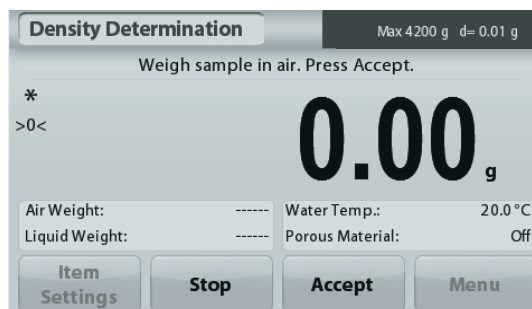 Density Determination
Max 4200 g d= 0.01 g
Weigh sample in air. Press Accept.
*
>0<
0.00 g
Air Weight: ------ Water Temp.: 20.0 °C
Liquid Weight: ------ Porous Material: Off
Item Settings
Stop
Accept
Menu